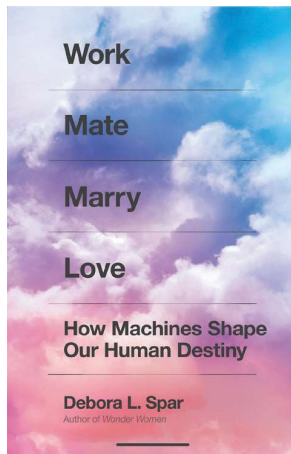 Work
Mate
Marry
Love
How Machines Shape
Our Human Destiny
Debora L. Spar
Author of Wonder Women